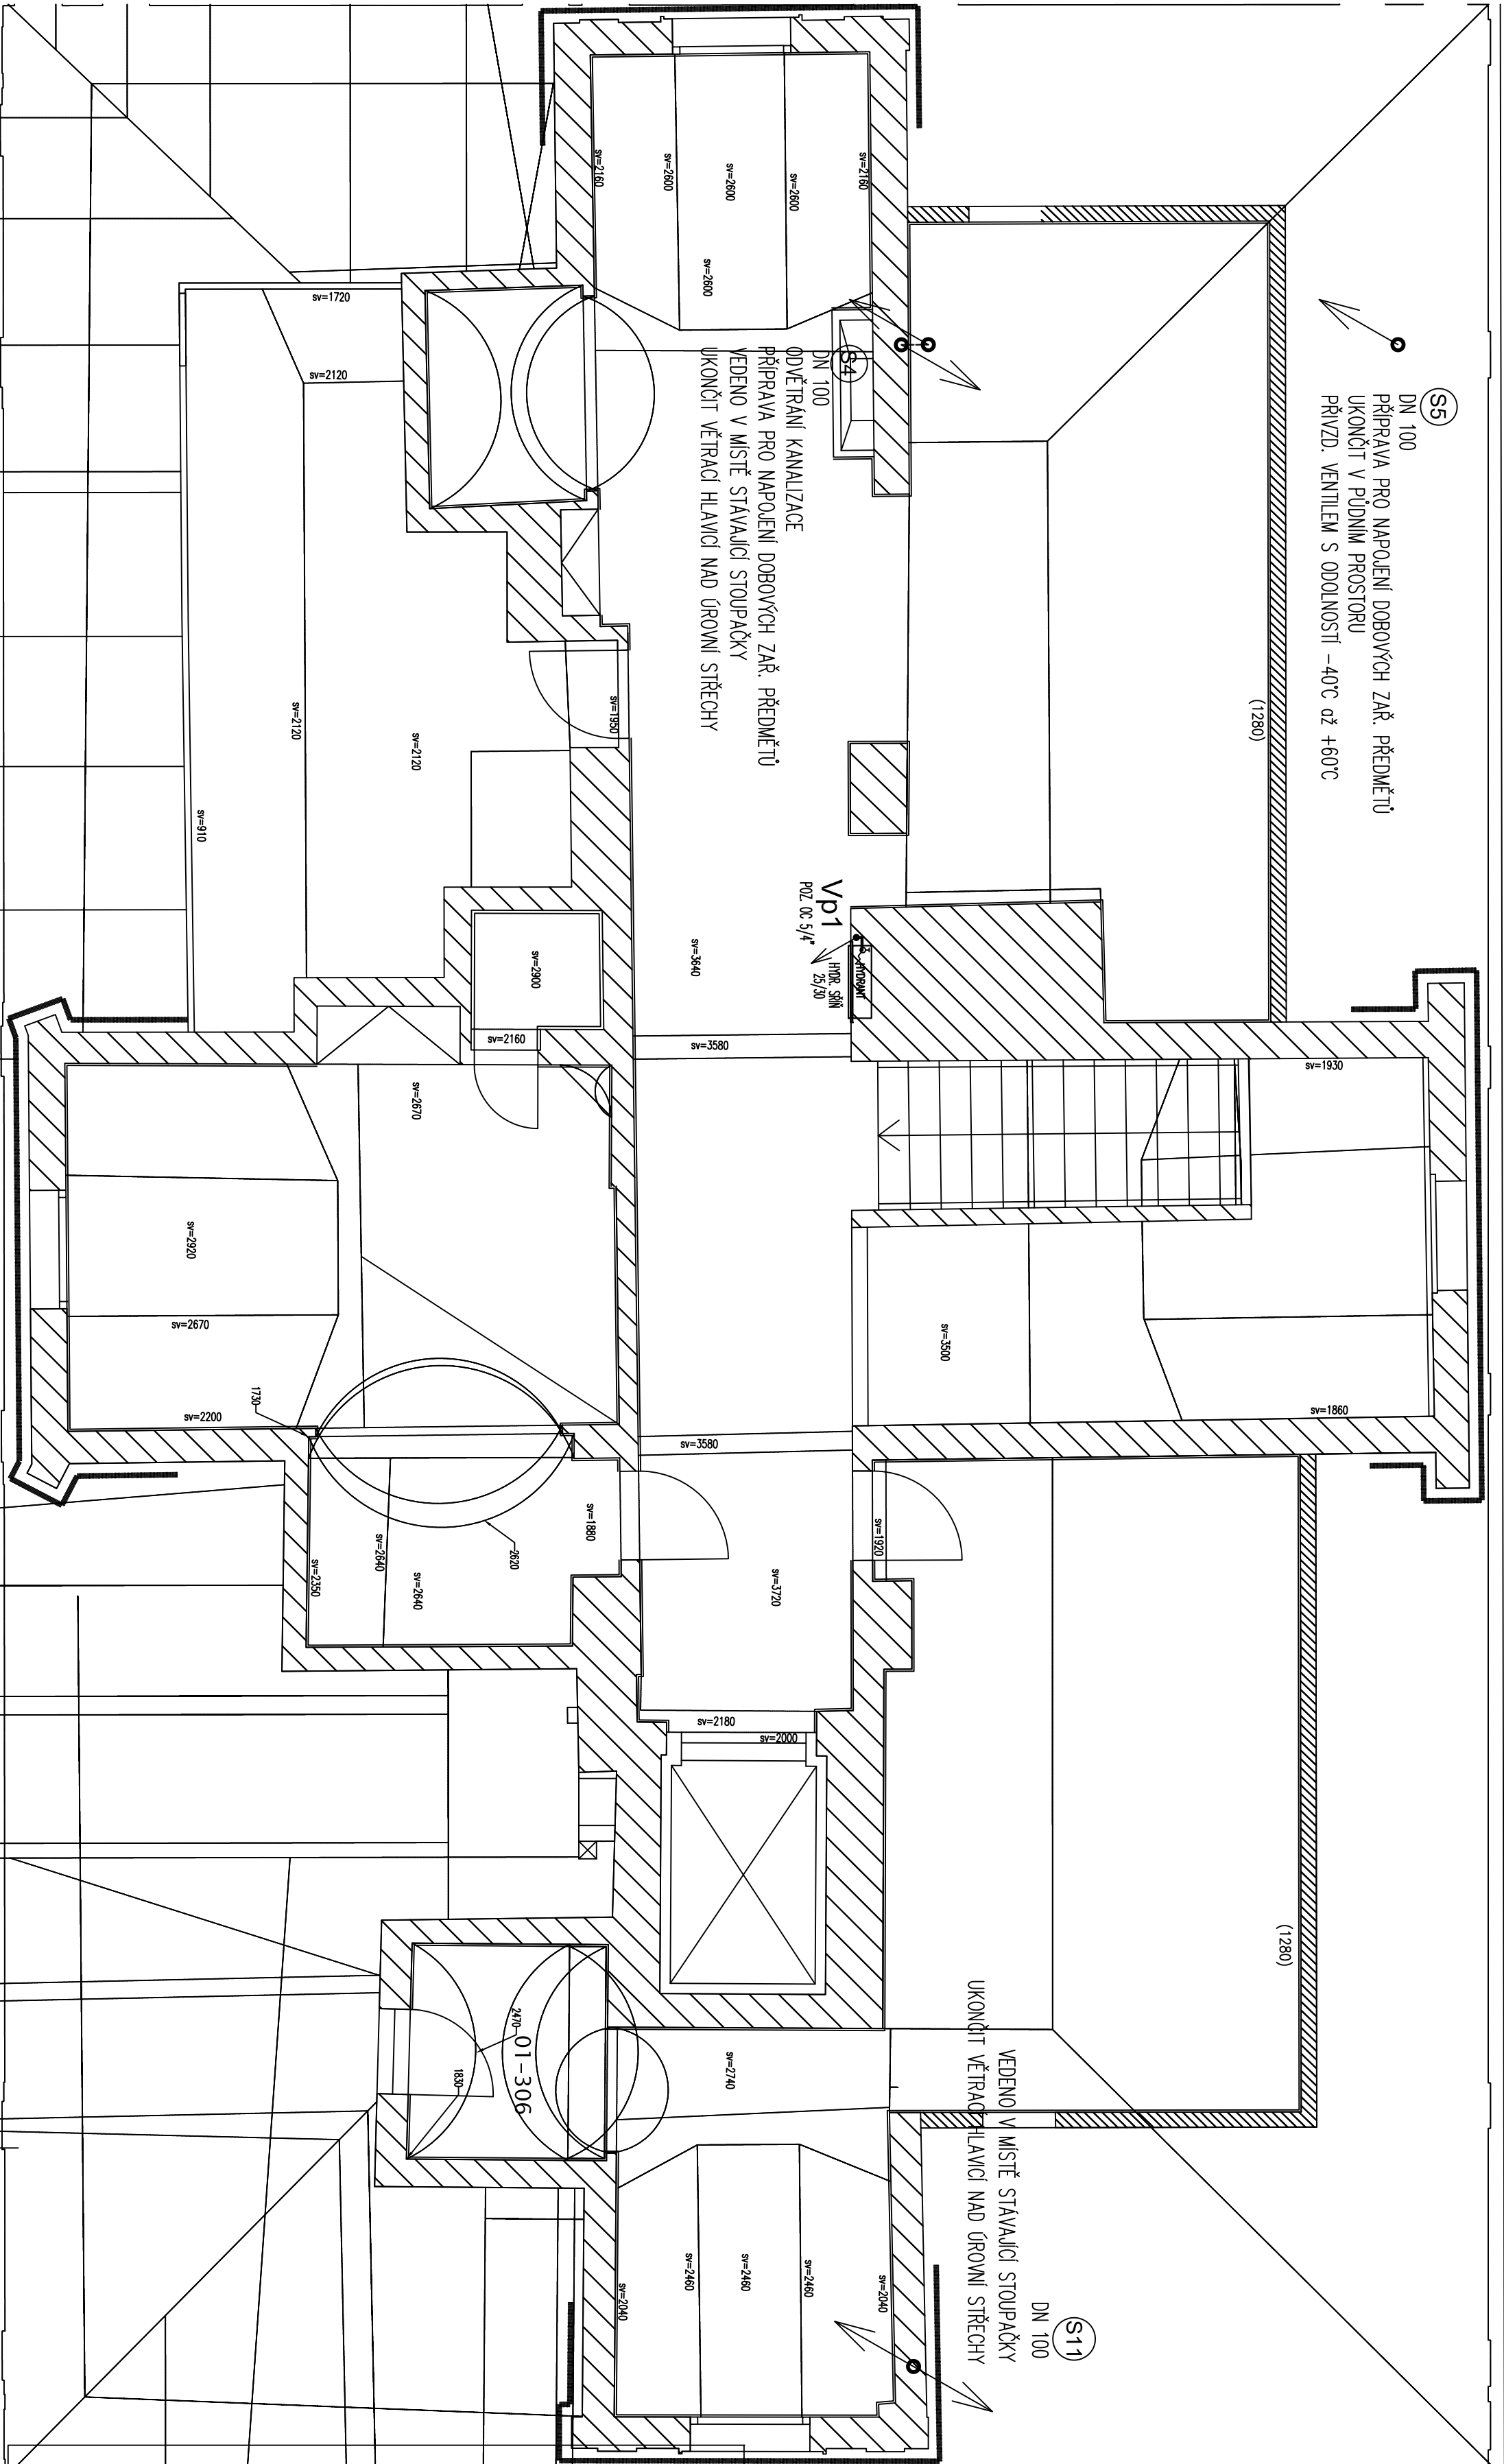 S5
DN 100
PŘÍPRAVA PRO NAPOJENÍ DOBOVÝCH ZAŘ. PŘEDMĚTŮ
UKONČIT V PŮDNÍM PROSTORU
PŘIVZD. VENTILEM S ODOLNOSTÍ -40°C až +60°C
(1280)
S4
DN 100
ODVĚTRÁNÍ KANALIZACE
PŘÍPRAVA PRO NAPOJENÍ DOBOVÝCH ZAŘ. PŘEDMĚTŮ
VEDENO V MÍSTĚ STÁVAJÍCÍ STOUPAČKY
UKONČIT VĚTRACÍ HLAVICÍ NAD ÚROVNÍ STŘECHY
sv=2160
sv=2600
sv=2600
sv=2600
sv=2160
sv=2600
sv=1720
sv=2120
sv=2120
sv=2120
sv=1950
sv=910
HYDRANT
HYDR. SŘÍŇ
25/30
Vp1
POZ. OC 5/4"
sv=3640
sv=2900
sv=2160
sv=3580
sv=1930
sv=2670
sv=2920
sv=2670
sv=2200
1730
sv=3500
sv=1860
sv=3580
sv=1920
sv=1880
2620
sv=2640
sv=2640
sv=2350
sv=3720
sv=2180
sv=2000
(1280)
S11
DN 100
VEDENO V MÍSTĚ STÁVAJÍCÍ STOUPAČKY
UKONČIT VĚTRACÍ HLAVICÍ NAD ÚROVNÍ STŘECHY
sv=2740
2470
01-306
1830
sv=2040
sv=2460
sv=2460
sv=2460
sv=2040